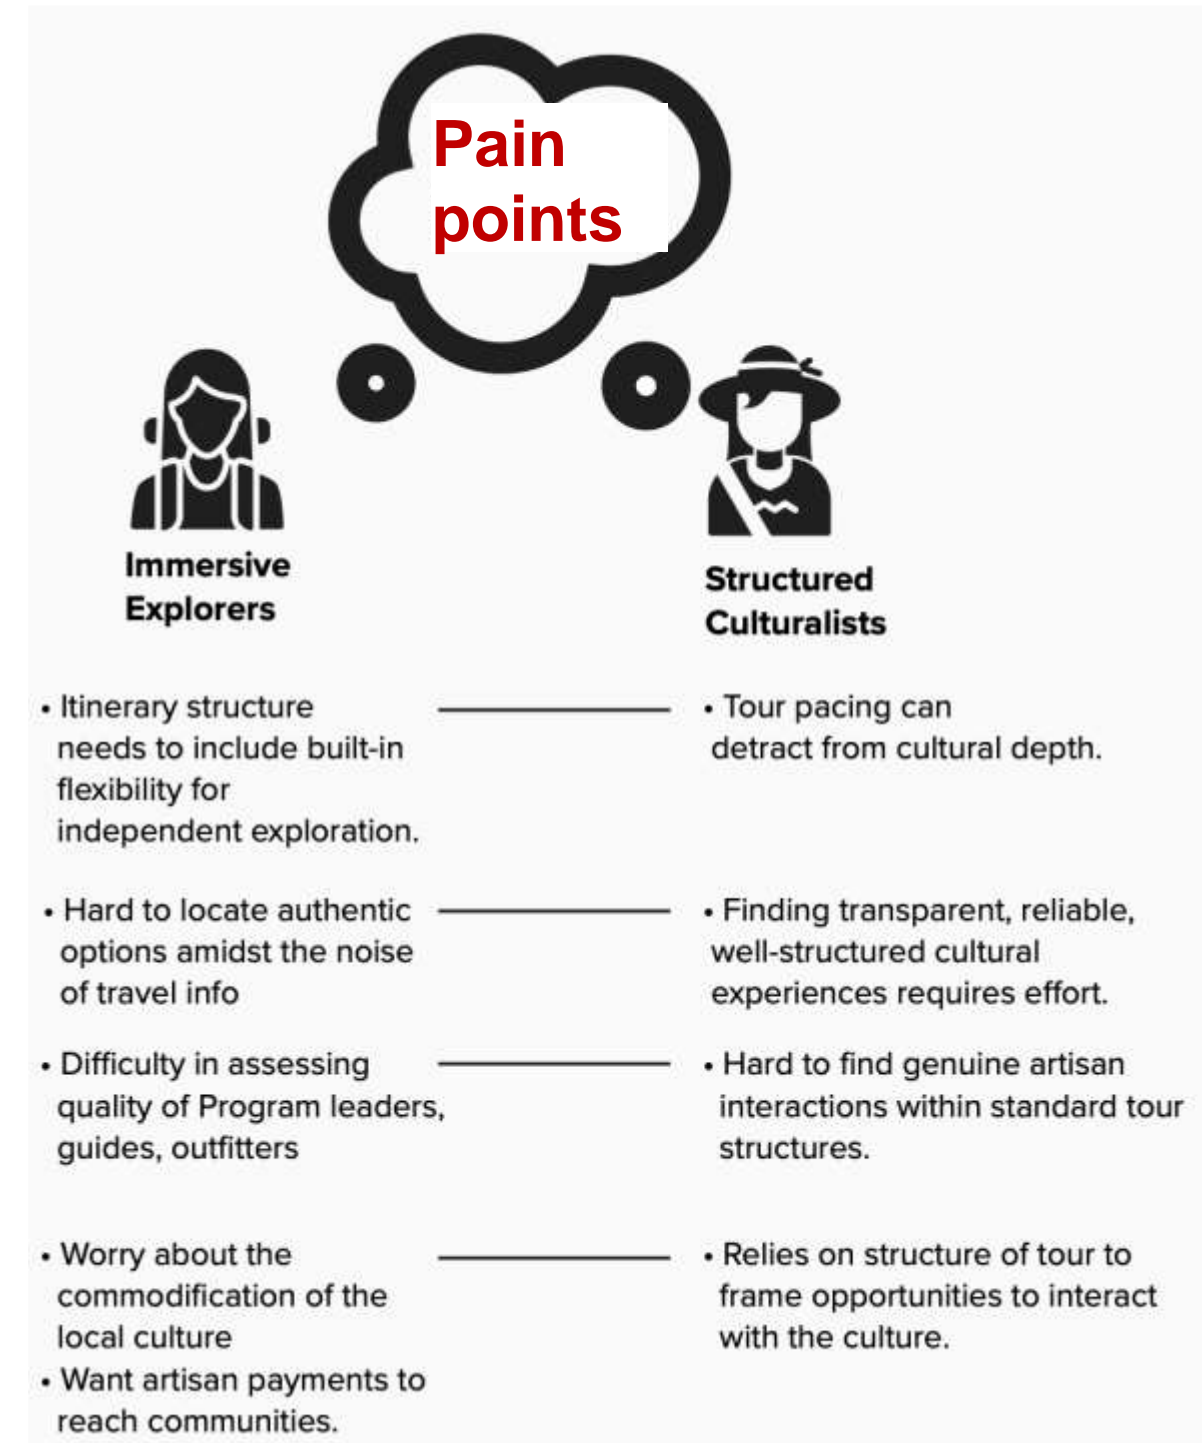 Pain
points
Immersive
Explorers
• Itinerary structure
needs to include built-in
flexibility for
independent exploration.
• Hard to locate authentic
options amidst the noise
of travel info
• Difficulty in assessing
quality of Program leaders,
guides, outfitters
• Worry about the
commodification of the
local culture
• Want artisan payments to
reach communities.
Structured
Culturalists
• Tour pacing can
detract from cultural depth.
• Finding transparent, reliable,
well-structured cultural
experiences requires effort.
• Hard to find genuine artisan
interactions within standard tour
structures.
• Relies on structure of tour to
frame opportunities to interact
with the culture.